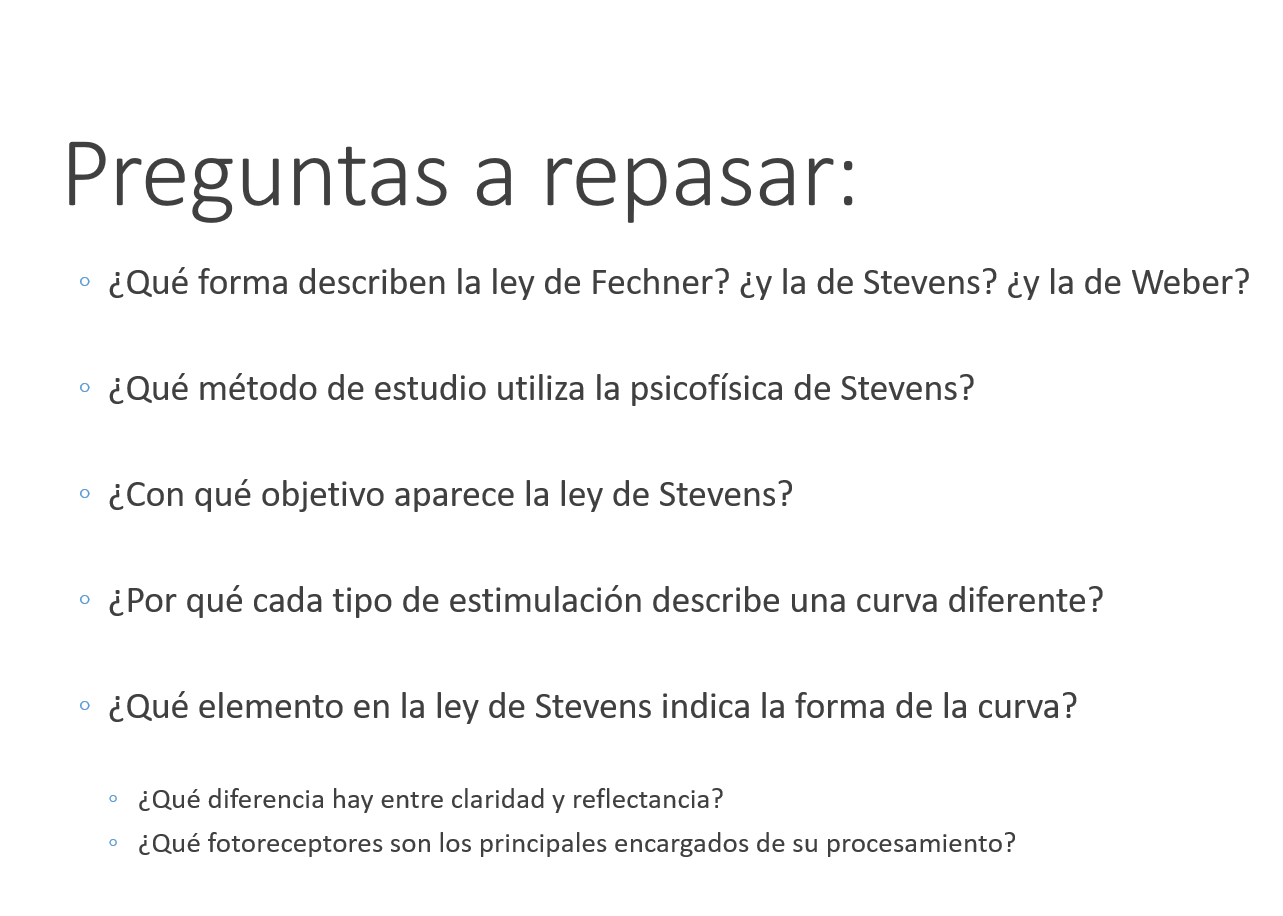 Preguntas a repasar:
◦ ¿Qué forma describen la ley de Fechner? ¿y la de Stevens? ¿y la de Weber?
◦ ¿Qué método de estudio utiliza la psicofísica de Stevens?
◦ ¿Con qué objetivo aparece la ley de Stevens?
◦ ¿Por qué cada tipo de estimulación describe una curva diferente?
◦ ¿Qué elemento en la ley de Stevens indica la forma de la curva?
◦ ¿Qué diferencia hay entre claridad y reflectancia?
◦ ¿Qué fotoreceptores son los principales encargados de su procesamiento?